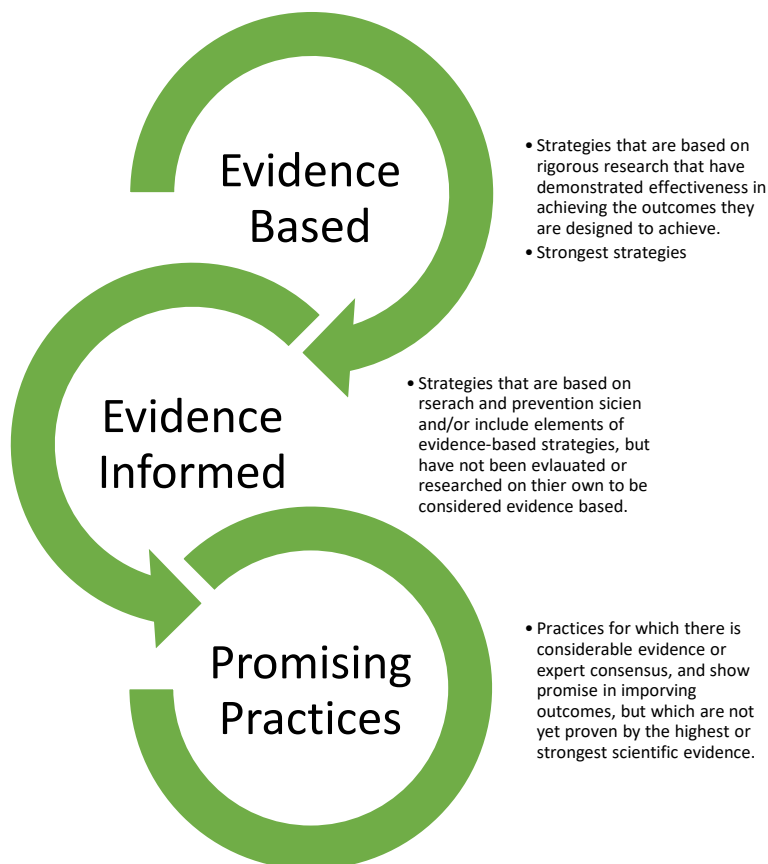 Evidence
Based
• Strategies that are based on
rigorous research that have
demonstrated effectiveness in
achieving the outcomes they
are designed to achieve.
• Strongest strategies
Evidence
Informed
• Strategies that are based on
rserach and prevention sicien
and/or include elements of
evidence-based strategies, but
have not been evlauated or
researched on thier own to be
considered evidence based.
Promising
Practices
• Practices for which there is
considerable evidence or
expert consensus, and show
promise in imporving
outcomes, but which are not
yet proven by the highest or
strongest scientific evidence.